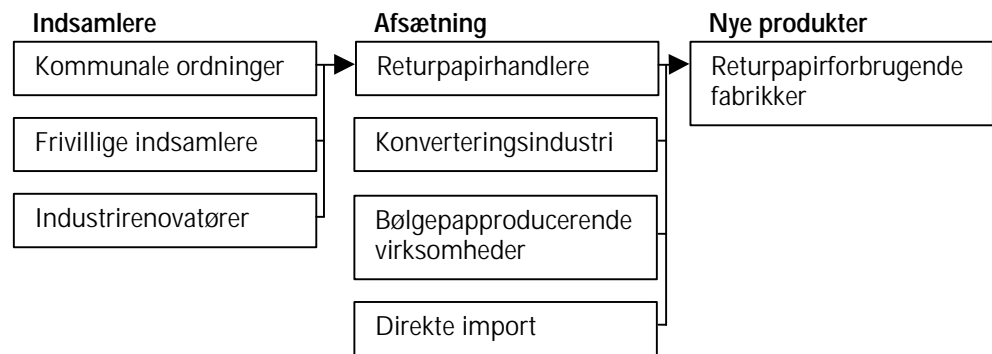 Indsamlere
Kommunale ordninger
Frivillige indsamlere
Industrirenovatører
Afsætning
Returpapirhandlere
Konverteringsindustri
Bølgepapproducerende
virksomheder
Direkte import
Nye produkter
Returpapirforbrugende
fabrikker